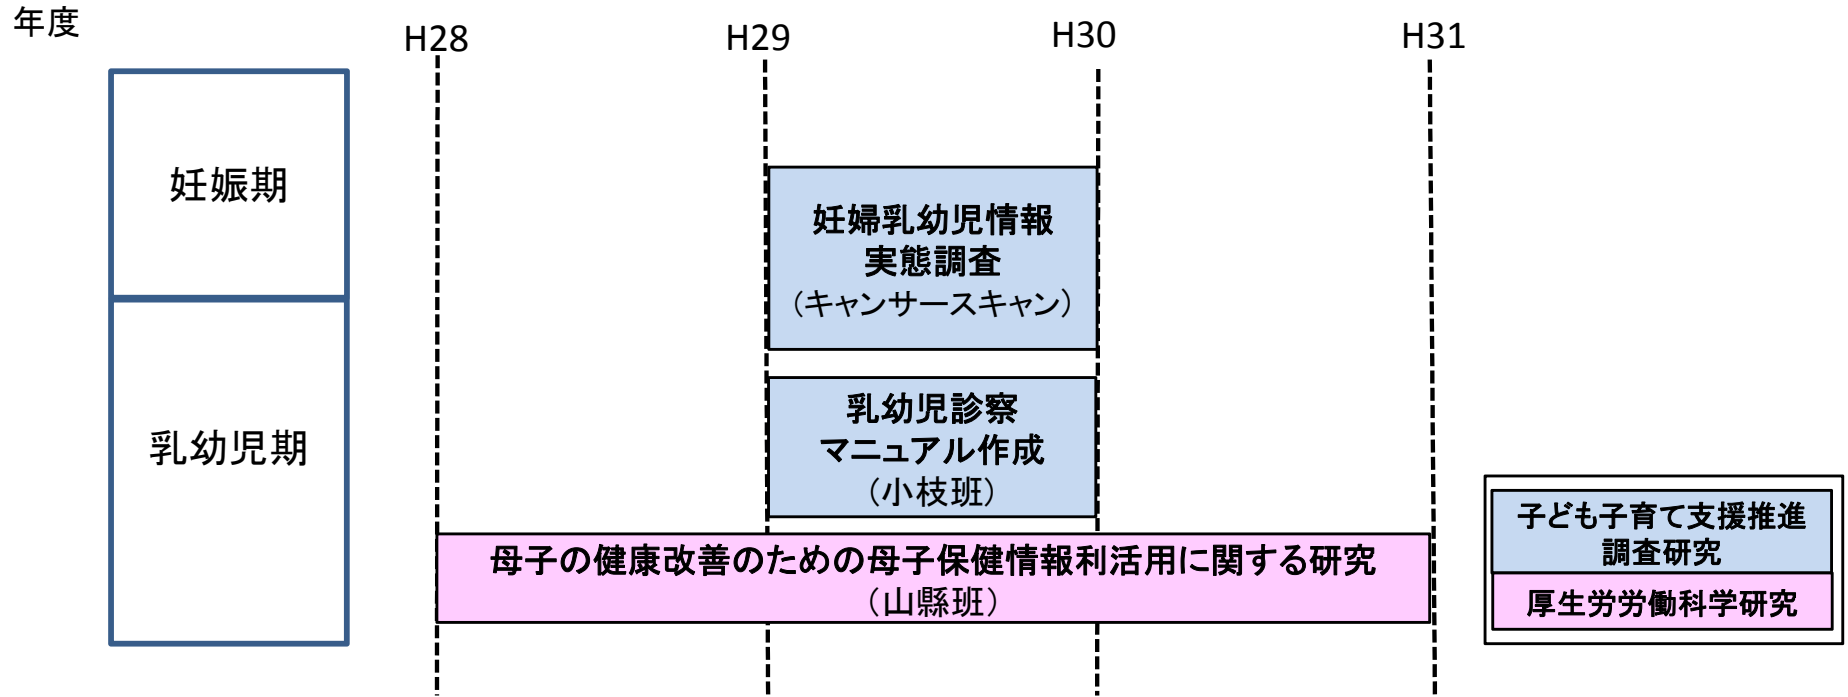 年度
H28
H29
H30
H31
妊娠期
妊婦乳幼児情報
実態調査
（キャンサースキャン）
乳幼児期
乳幼児診察
マニュアル作成
（小枝班）
母子の健康改善のための母子保健情報利活用に関する研究
（山縣班）
子ども子育て支援推進
調査研究
厚生労労働科学研究